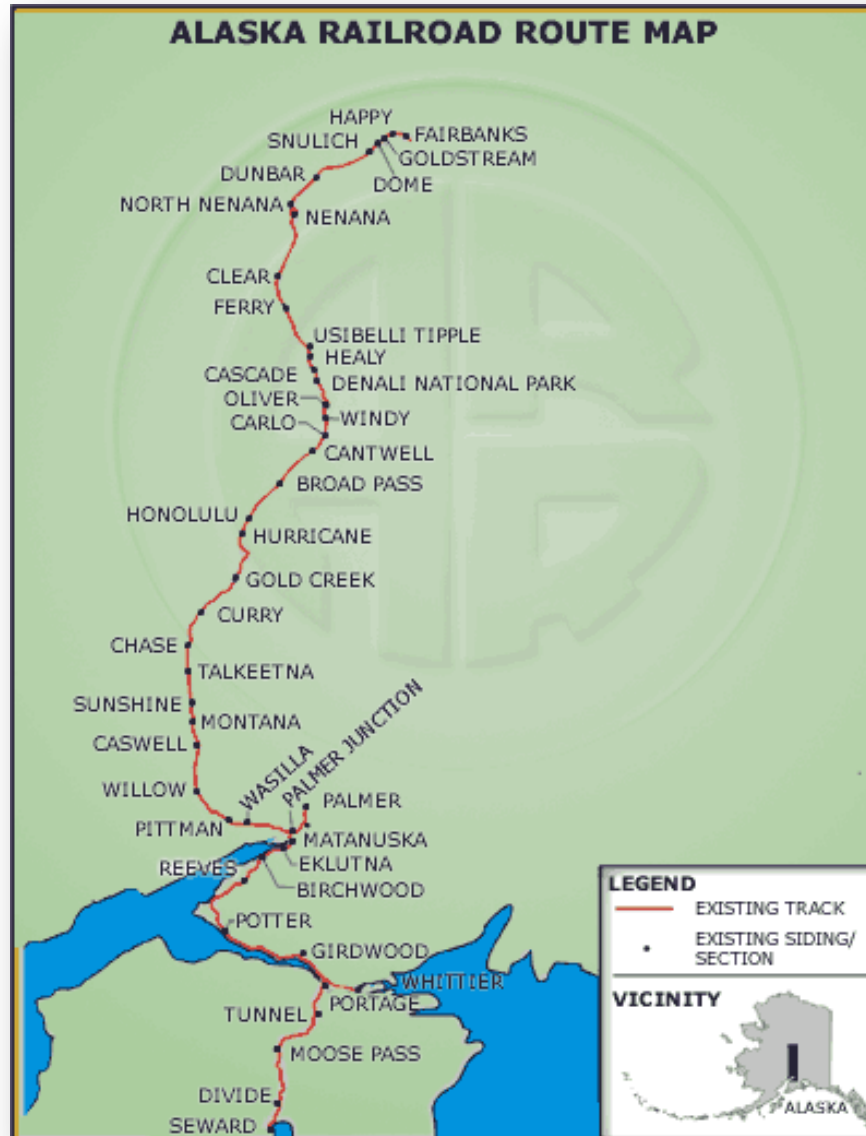 ALASKA RAILROAD ROUTE MAP
HAPPY
FAIRBANKS
SNULICH
GOLDSTREAM
DUNBAR
DOME
NORTH NENANA
NENANA
CLEAR
FERRY
USIBELLI TIPPLE
HEALY
CASCADE
DENALI NATIONAL PARK
OLIVER
WINDY
CARLO
CANTWELL
BROAD PASS
HONOLULU
HURRICANE
GOLD CREEK
CURRY
CHASE
TALKEETNA
SUNSHINE
MONTANA
CASWELL
WILLOW
WASILLA
PALMER JUNCTION
PALMER
PITTMAN
MATANUSKA
REEVES
EKLUTNA
BIRCHWOOD
POTTER
GIRDWOOD
WHITTIER
PORTAGE
TUNNEL
MOOSE PASS
DIVIDE
SEWARD
LEGEND
EXISTING TRACK
EXISTING SIDING/
SECTION
VICINITY
ALASKA